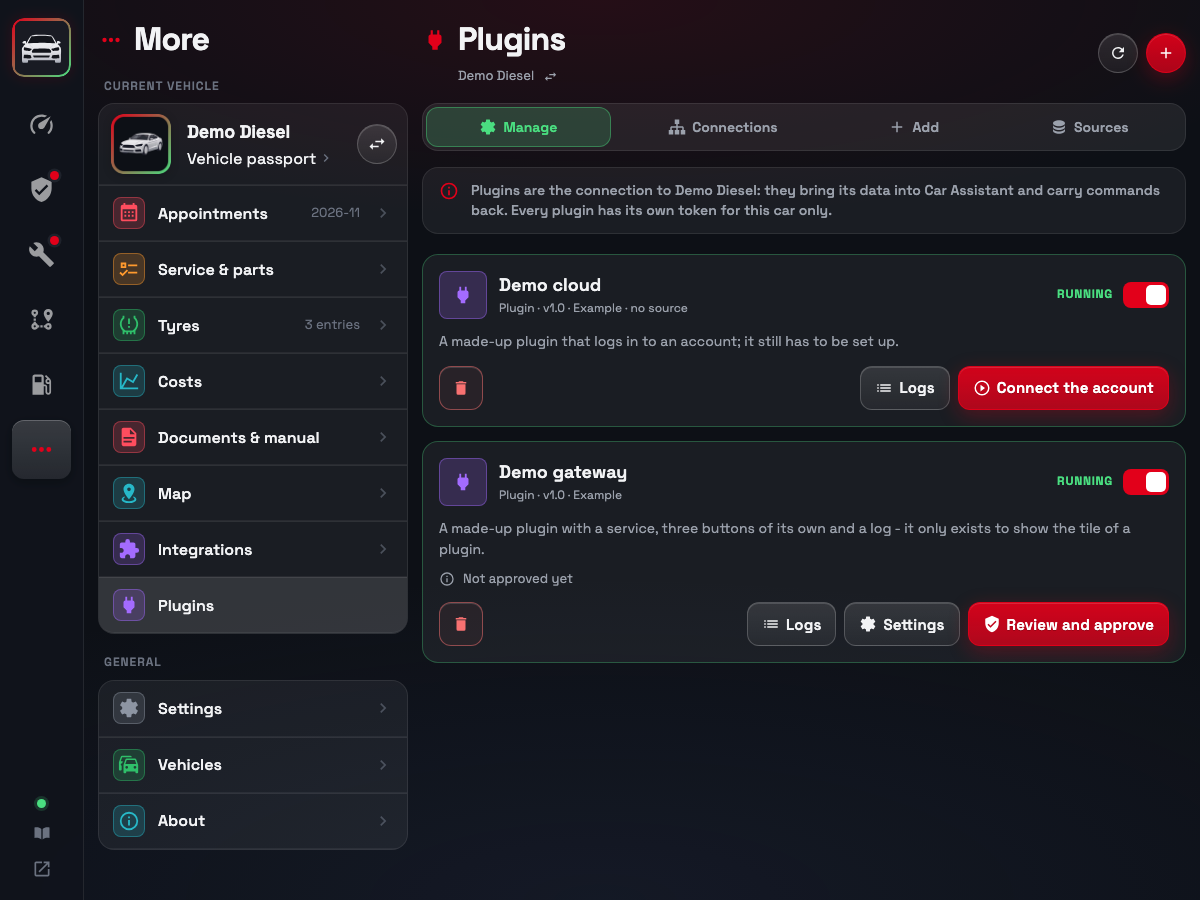 More
CURRENT VEHICLE
Demo Diesel
Vehicle passport
Appointments 2026-11
Service & parts
Tyres 3 entries
Costs
Documents & manual
Map
Integrations
Plugins
GENERAL
Settings
Vehicles
About
Plugins
Demo Diesel
Manage Connections Add Sources
Plugins are the connection to Demo Diesel: they bring its data into Car Assistant and carry commands
back. Every plugin has its own token for this car only.
Demo cloud
Plugin · v1.0 · Example · no source
RUNNING
A made-up plugin that logs in to an account; it still has to be set up.
Logs Connect the account
Demo gateway
Plugin · v1.0 · Example
RUNNING
A made-up plugin with a service, three buttons of its own and a log - it only exists to show the tile of a
plugin.
Not approved yet
Logs Settings Review and approve